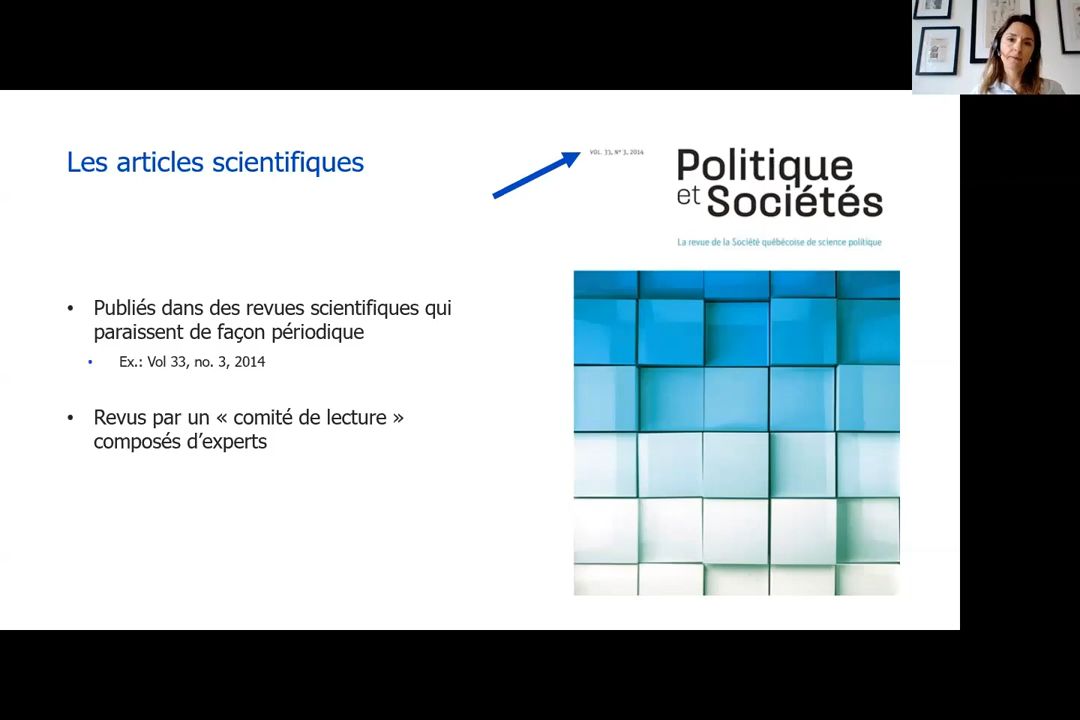 Les articles scientifiques
• Publiés dans des revues scientifiques qui
paraissent de façon périodique
• Ex.: Vol 33, no. 3, 2014
• Revus par un « comité de lecture »
composés d’experts
VOL. 33, Nº 3, 2014
Politique
et Sociétés
La revue de la Société québécoise de science politique